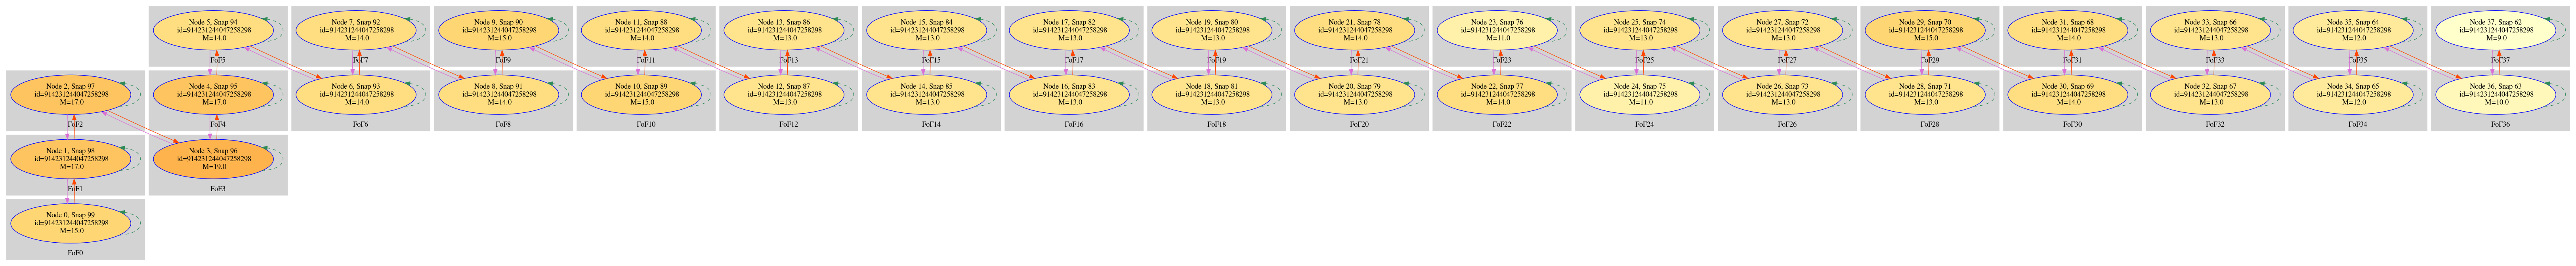 Node 5, Snap 94
id=914231244047258298
M=14.0
FoF5
Node 7, Snap 92
id=914231244047258298
M=14.0
FoF7
Node 9, Snap 90
id=914231244047258298
M=15.0
FoF9
Node 11, Snap 88
id=914231244047258298
M=14.0
FoF11
Node 13, Snap 86
id=914231244047258298
M=13.0
FoF13
Node 15, Snap 84
id=914231244047258298
M=13.0
FoF15
Node 17, Snap 82
id=914231244047258298
M=13.0
FoF17
Node 19, Snap 80
id=914231244047258298
M=13.0
FoF19
Node 21, Snap 78
id=914231244047258298
M=14.0
FoF21
Node 23, Snap 76
id=914231244047258298
M=11.0
FoF23
Node 25, Snap 74
id=914231244047258298
M=13.0
FoF25
Node 27, Snap 72
id=914231244047258298
M=13.0
FoF27
Node 29, Snap 70
id=914231244047258298
M=15.0
FoF29
Node 31, Snap 68
id=914231244047258298
M=14.0
FoF31
Node 33, Snap 66
id=914231244047258298
M=13.0
FoF33
Node 35, Snap 64
id=914231244047258298
M=12.0
FoF35
Node 37, Snap 62
id=914231244047258298
M=9.0
FoF37
Node 2, Snap 97
id=914231244047258298
M=17.0
FoF2
Node 4, Snap 95
id=914231244047258298
M=17.0
FoF4
Node 6, Snap 93
id=914231244047258298
M=14.0
FoF6
Node 8, Snap 91
id=914231244047258298
M=14.0
FoF8
Node 10, Snap 89
id=914231244047258298
M=15.0
FoF10
Node 12, Snap 87
id=914231244047258298
M=13.0
FoF12
Node 14, Snap 85
id=914231244047258298
M=13.0
FoF14
Node 16, Snap 83
id=914231244047258298
M=13.0
FoF16
Node 18, Snap 81
id=914231244047258298
M=13.0
FoF18
Node 20, Snap 79
id=914231244047258298
M=13.0
FoF20
Node 22, Snap 77
id=914231244047258298
M=14.0
FoF22
Node 24, Snap 75
id=914231244047258298
M=11.0
FoF24
Node 26, Snap 73
id=914231244047258298
M=13.0
FoF26
Node 28, Snap 71
id=914231244047258298
M=13.0
FoF28
Node 30, Snap 69
id=914231244047258298
M=14.0
FoF30
Node 32, Snap 67
id=914231244047258298
M=13.0
FoF32
Node 34, Snap 65
id=914231244047258298
M=12.0
FoF34
Node 36, Snap 63
id=914231244047258298
M=10.0
FoF36
Node 1, Snap 98
id=914231244047258298
M=17.0
FoF1
Node 3, Snap 96
id=914231244047258298
M=19.0
FoF3
Node 0, Snap 99
id=914231244047258298
M=15.0
FoF0